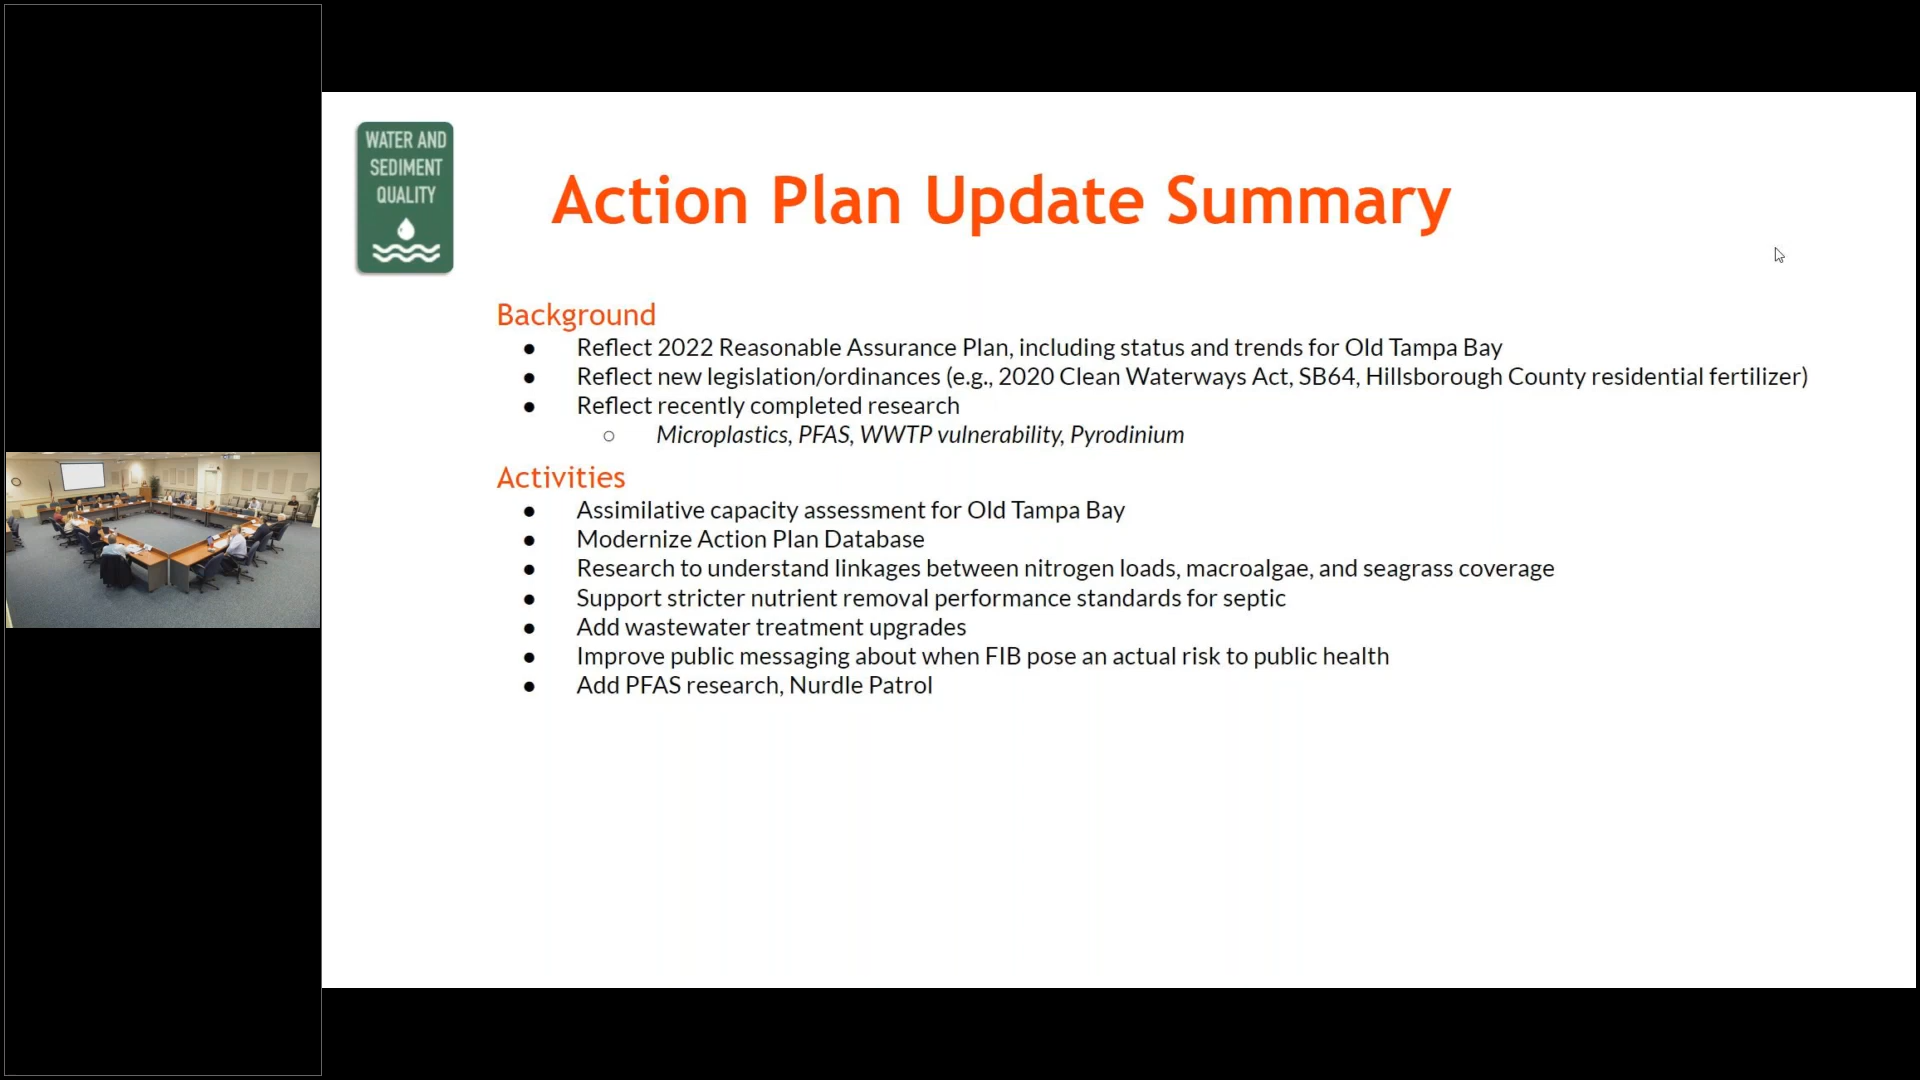 WATER AND
SEDIMENT
QUALITY
Action Plan Update Summary
Background
● Reflect 2022 Reasonable Assurance Plan, including status and trends for Old Tampa Bay
● Reflect new legislation/ordinances (e.g., 2020 Clean Waterways Act, SB64, Hillsborough County residential fertilizer)
● Reflect recently completed research
○ Microplastics, PFAS, WWTP vulnerability, Pyrodinium
Activities
● Assimilative capacity assessment for Old Tampa Bay
● Modernize Action Plan Database
● Research to understand linkages between nitrogen loads, macroalgae, and seagrass coverage
● Support stricter nutrient removal performance standards for septic
● Add wastewater treatment upgrades
● Improve public messaging about when FIB pose an actual risk to public health
● Add PFAS research, Nurdle Patrol